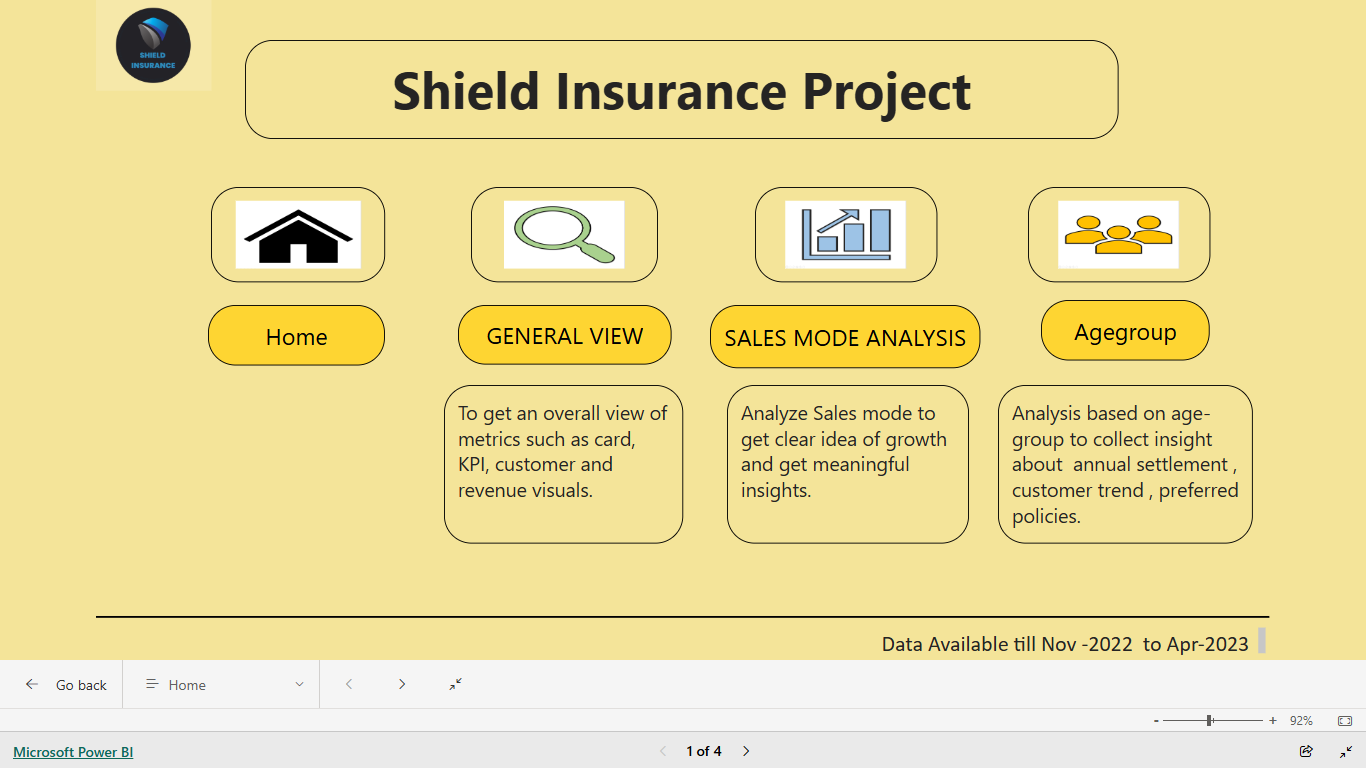 SHIELD
INSURANCE
Shield Insurance Project
Home
GENERAL VIEW
SALES MODE ANALYSIS
Agegroup
To get an overall view of
metrics such as card,
KPI, customer and
revenue visuals.
Analyze Sales mode to
get clear idea of growth
and get meaningful
insights.
Analysis based on age-
group to collect insight
about  annual settlement ,
customer trend , preferred
policies.
Data Available till Nov -2022  to Apr-2023
Go back
Home
- + 92%
Microsoft Power BI
1 of 4